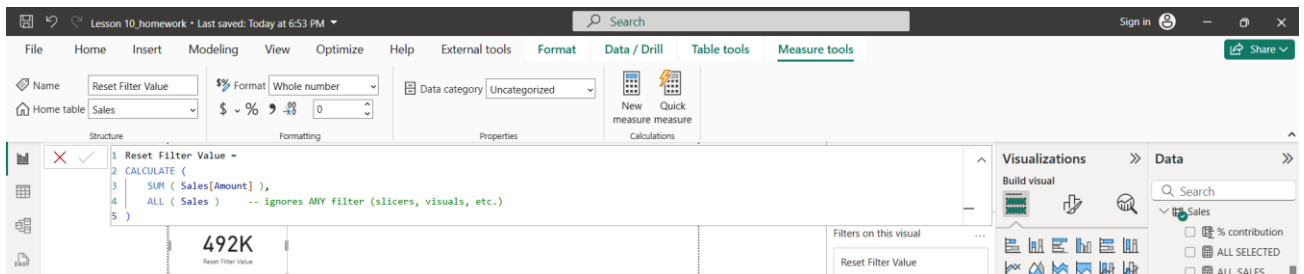 Lesson 10_homework • Last saved: Today at 6:53 PM
Search
Sign in
File Home Insert Modeling View Optimize Help External tools Format Data / Drill Table tools Measure tools
Share
Name Reset Filter Value
Home table Sales
Structure
$% Format Whole number
$ % 0
Formatting
Data category Uncategorized
Properties
New measure
Quick measure
Calculations
1 Reset Filter Value =
2 CALCULATE (
3 SUM ( Sales[Amount] ),
4 ALL ( Sales ) -- ignores ANY filter (slicers, visuals, etc.)
5 )
492K
Reset Filter Value
Filters on this visual ...
Reset Filter Value
Visualizations
Build visual
Data
Search
Sales
% contribution
ALL SELECTED
ALL SALES